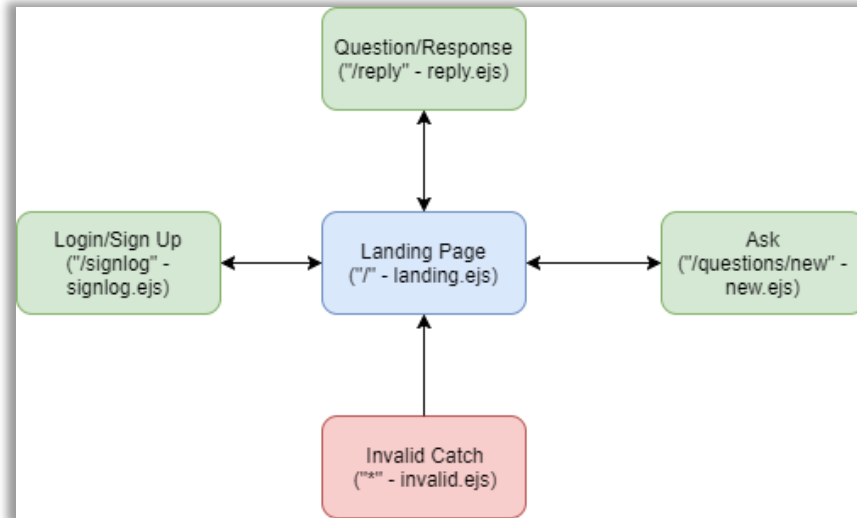 Question/Response
("/reply" - reply.ejs)
Login/Sign Up
("/signlog" -
signlog.ejs)
Landing Page
("/" - landing.ejs)
Ask
("/questions/new" -
new.ejs)
Invalid Catch
("*" - invalid.ejs)